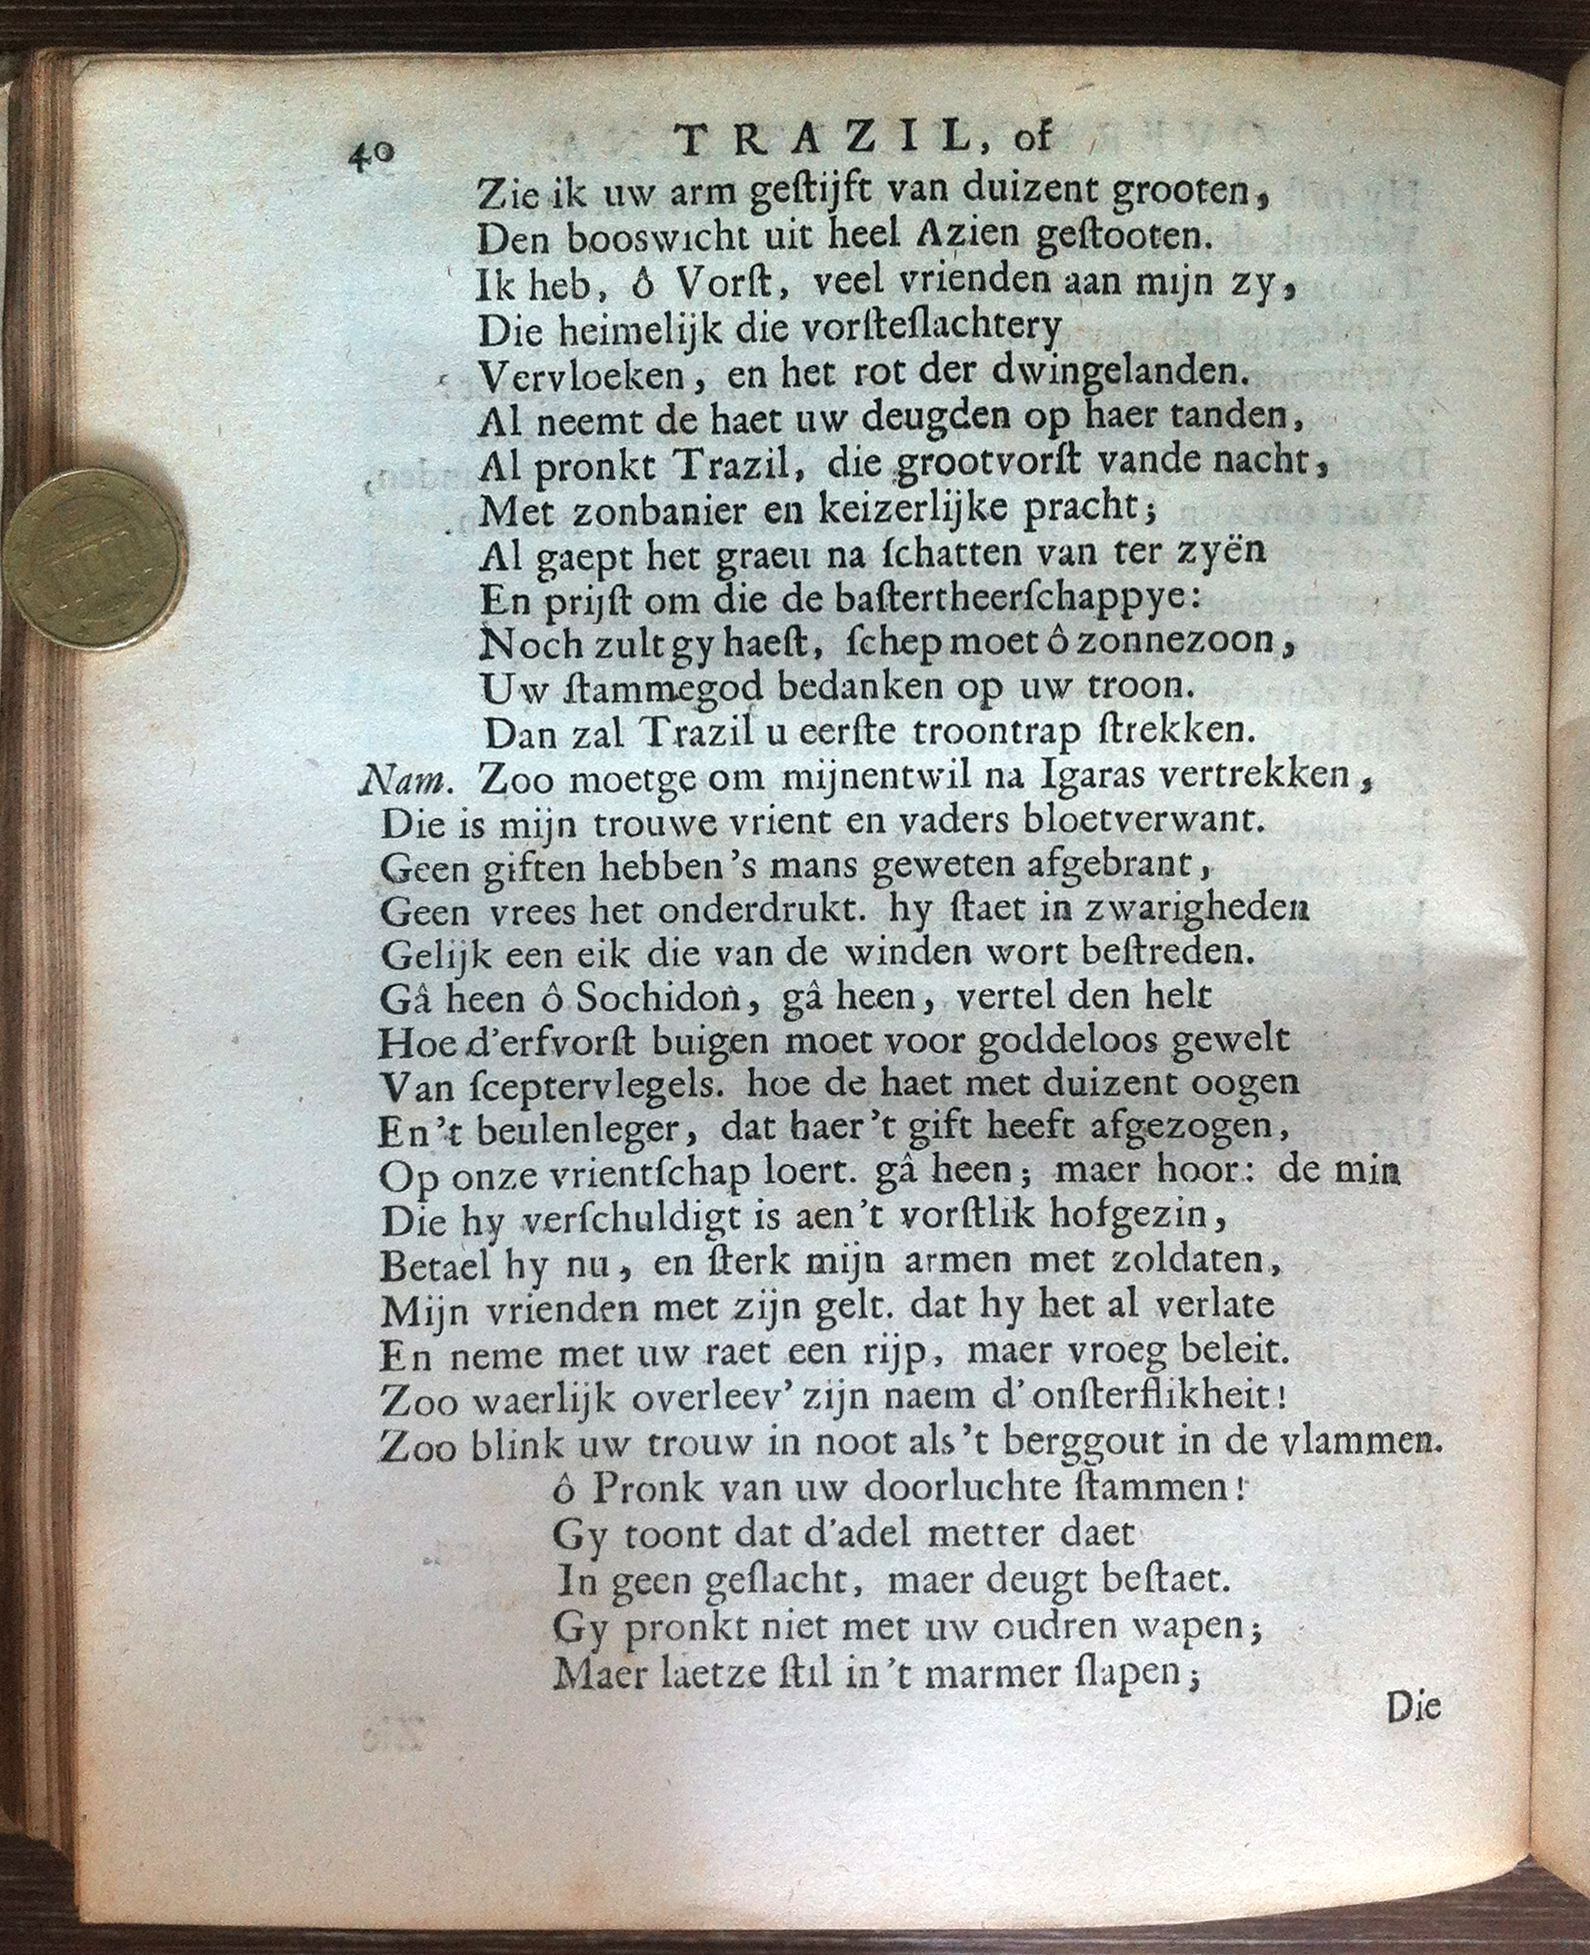 40 TRAZIL, of
Zie ik uw arm geſtijft van duizent grooten,
Den booswicht uit heel Azien geſtooten.
Ik heb, ô Vorſt, veel vrienden aan mijn zy,
Die heimelijk die vorſteſlachtery
Vervloeken, en het rot der dwingelanden.
Al neemt de haet uw deugden op haer tanden,
Al pronkt Trazil, die grootvorſt vande nacht,
Met zonbanier en keizerlijke pracht;
Al gaept het graeu na ſchatten van ter zyën
En prijſt om die de baſtertheerſchappye:
Noch zult gy haeſt, ſchep moet ô zonnezoon,
Uw ſtammegod bedanken op uw troon.
Dan zal Trazil u eerſte troontrap ſtrekken.
Nam. Zoo moetge om mijnentwil na Igaras vertrekken,
Die is mijn trouwe vrient en vaders bloetverwant.
Geen giften hebben 's mans geweten afgebrant,
Geen vrees het onderdrukt. hy ſtaet in zwarigheden
Gelijk een eik die van de winden wort beſtreden.
Gâ heen ô Sochidon, gâ heen, vertel den helt
Hoe d'erfvorſt buigen moet voor goddeloos gewelt
Van ſceptervlegels. hoe de haet met duizent oogen
En 't beulenleger, dat haer 't gift heeft afgezogen,
Op onze vrientſchap loert. gâ heen; maer hoor: de min
Die hy verſchuldigt is aen 't vorſtlik hofgezin,
Betael hy nu, en ſterk mijn armen met zoldaten,
Mijn vrienden met zijn gelt. dat hy het al verlate
En neme met uw raet een rijp, maer vroeg beleit.
Zoo waerlijk overleev' zijn naem d' onſterflikheit!
Zoo blink uw trouw in noot als 't berggout in de vlammen.
ô Pronk van uw doorluchte ſtammen!
Gy toont dat d'adel metter daet
In geen geſlacht, maer deugt beſtaet.
Gy pronkt niet met uw oudren wapen;
Maer laetze ſtil in 't marmer ſlapen;
Die